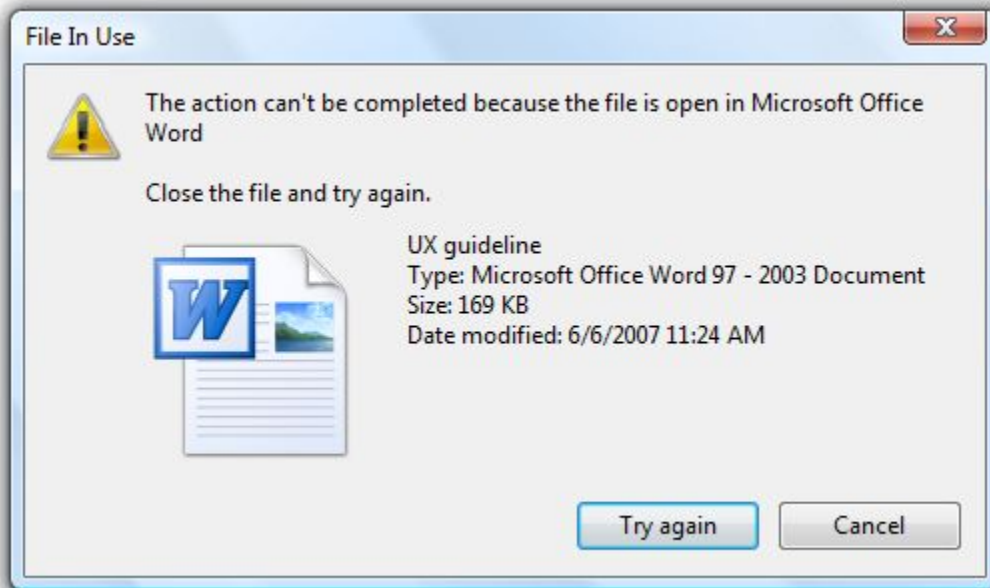 File In Use
The action can't be completed because the file is open in Microsoft Office
Word
Close the file and try again.
UX guideline
Type: Microsoft Office Word 97 - 2003 Document
Size: 169 KB
Date modified: 6/6/2007 11:24 AM
W
Try again
Cancel